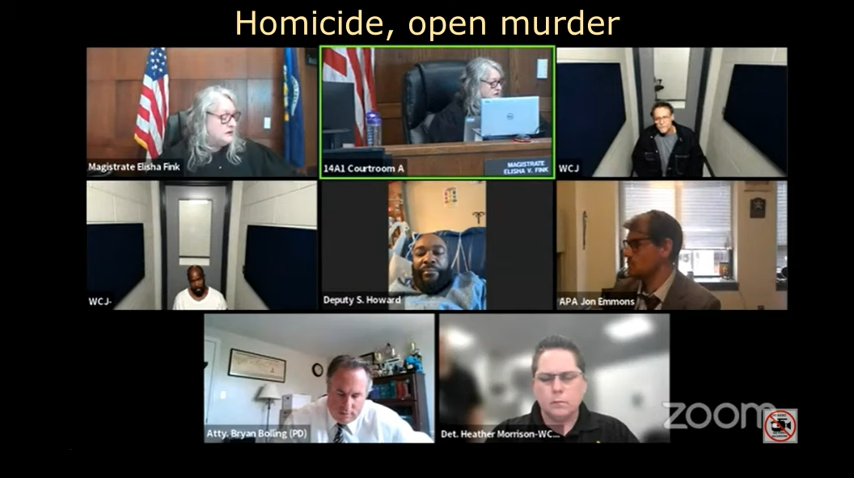 Homicide, open murder
Magistrate Elisha Fink
14A1 Courtroom A
MAGISTRATE
ELISHA V. FINK
WCJ
WCJ-
Deputy S. Howard
APA Jon Emmons
Atty. Bryan Bolling (PD)
Det. Heather Morrison-WC...
zoom